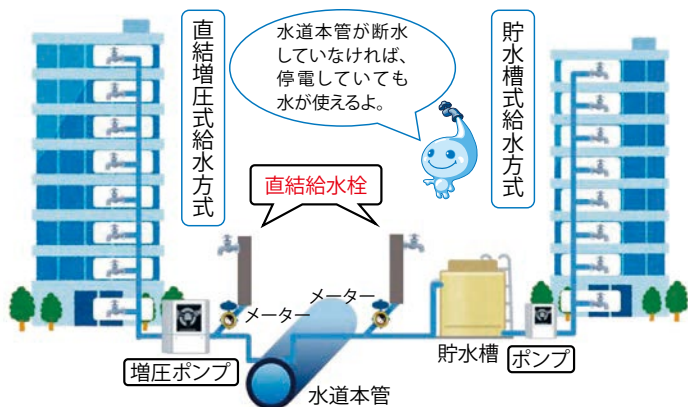 直結増圧式給水方式
水道本管が断水
していなければ、
停電していても
水が使えるよ。
貯水槽式給水方式
直結給水栓
メーター
メーター
増圧ポンプ
水道本管
貯水槽
ポンプ